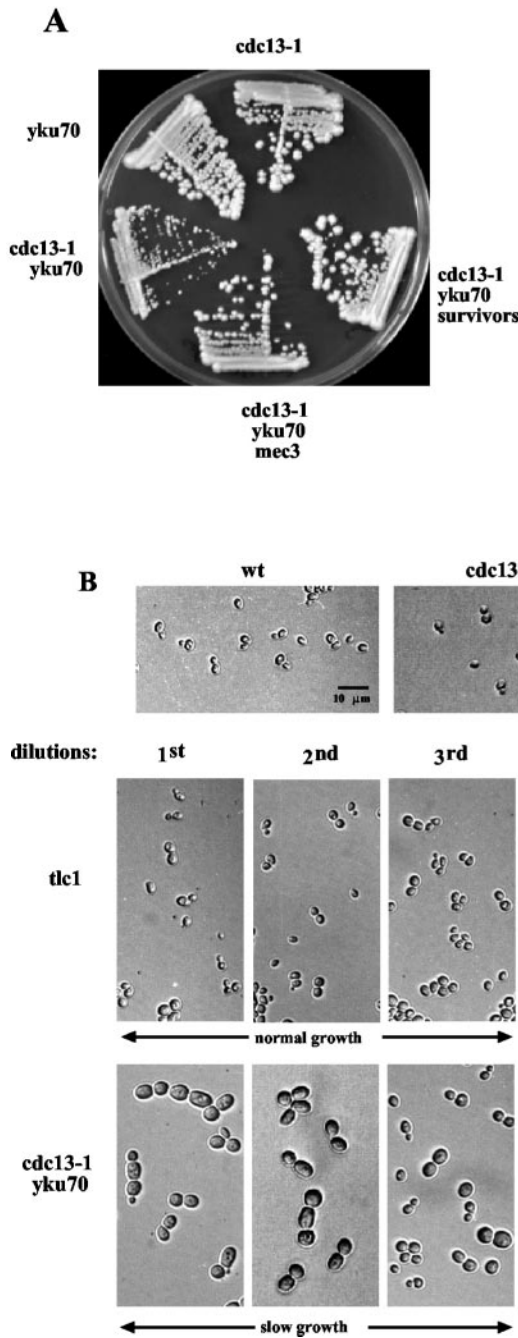 A
cdc13-1
yku70
cdc13-1
yku70
cdc13-1
yku70
survivors
cdc13-1
yku70
mec3
B
wt
cdc13
10 μm
dilutions:
1st
2nd
3rd
tlc1
normal growth
cdc13-1
yku70
slow growth